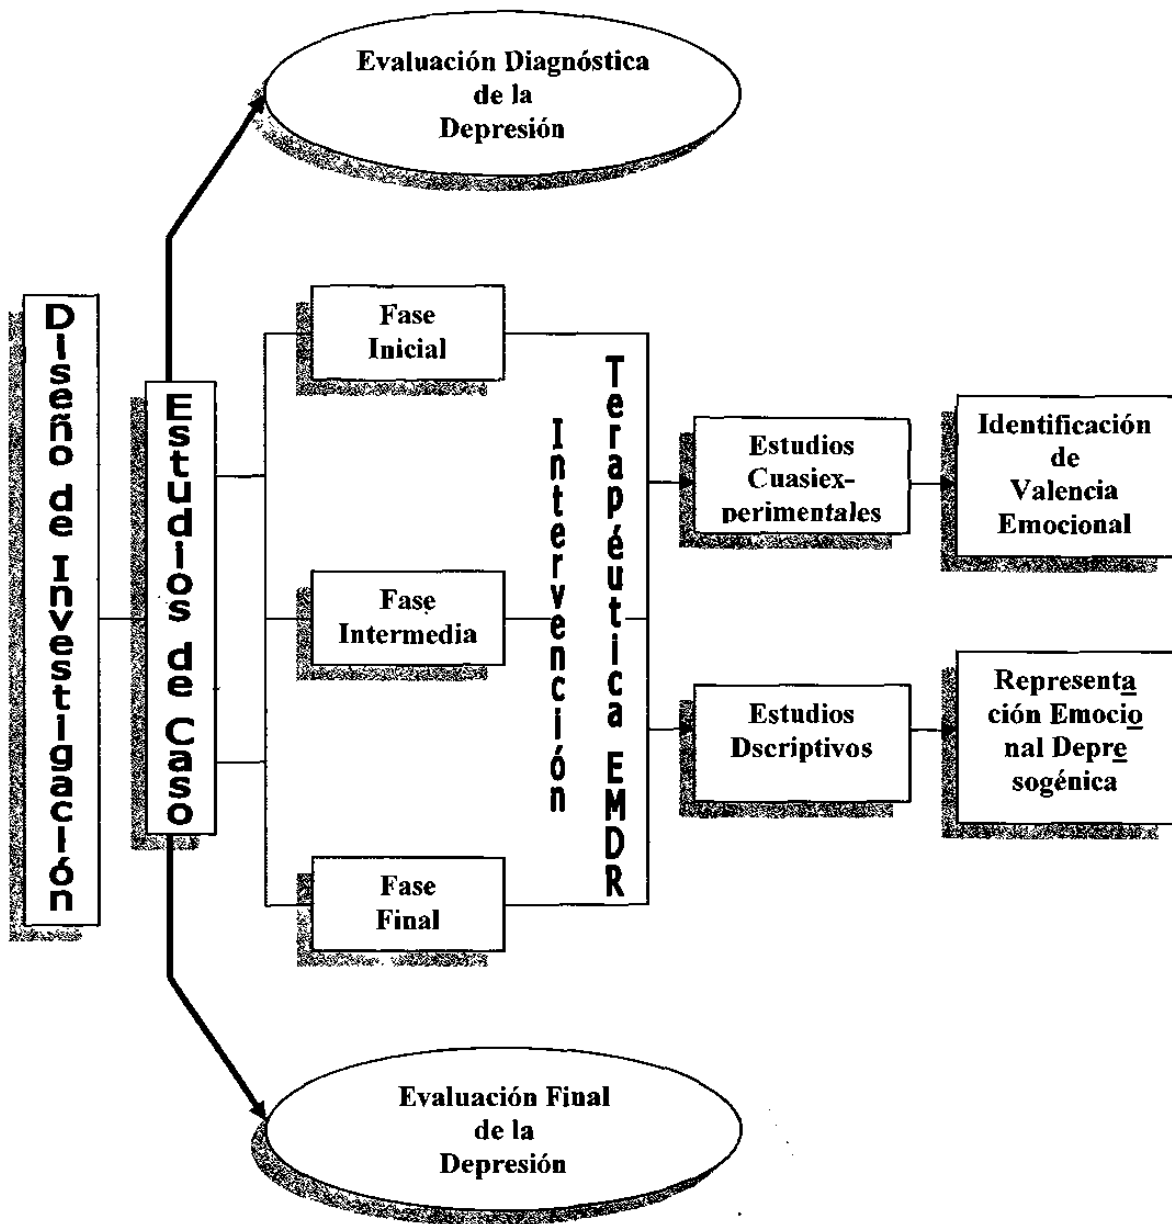 Evaluación Diagnóstica
de la
Depresión
Diseño de Investigación
Estudios de Caso
Fase
Inicial
Fase
Intermedia
Fase
Final
Intervención
Terapéutica EMDR
Estudios
Cuasiex-
perimentales
Identificación
de
Valencia
Emocional
Estudios
Dscriptivos
Representa
ción Emocio
nal Depre
sogénica
Evaluación Final
de la
Depresión